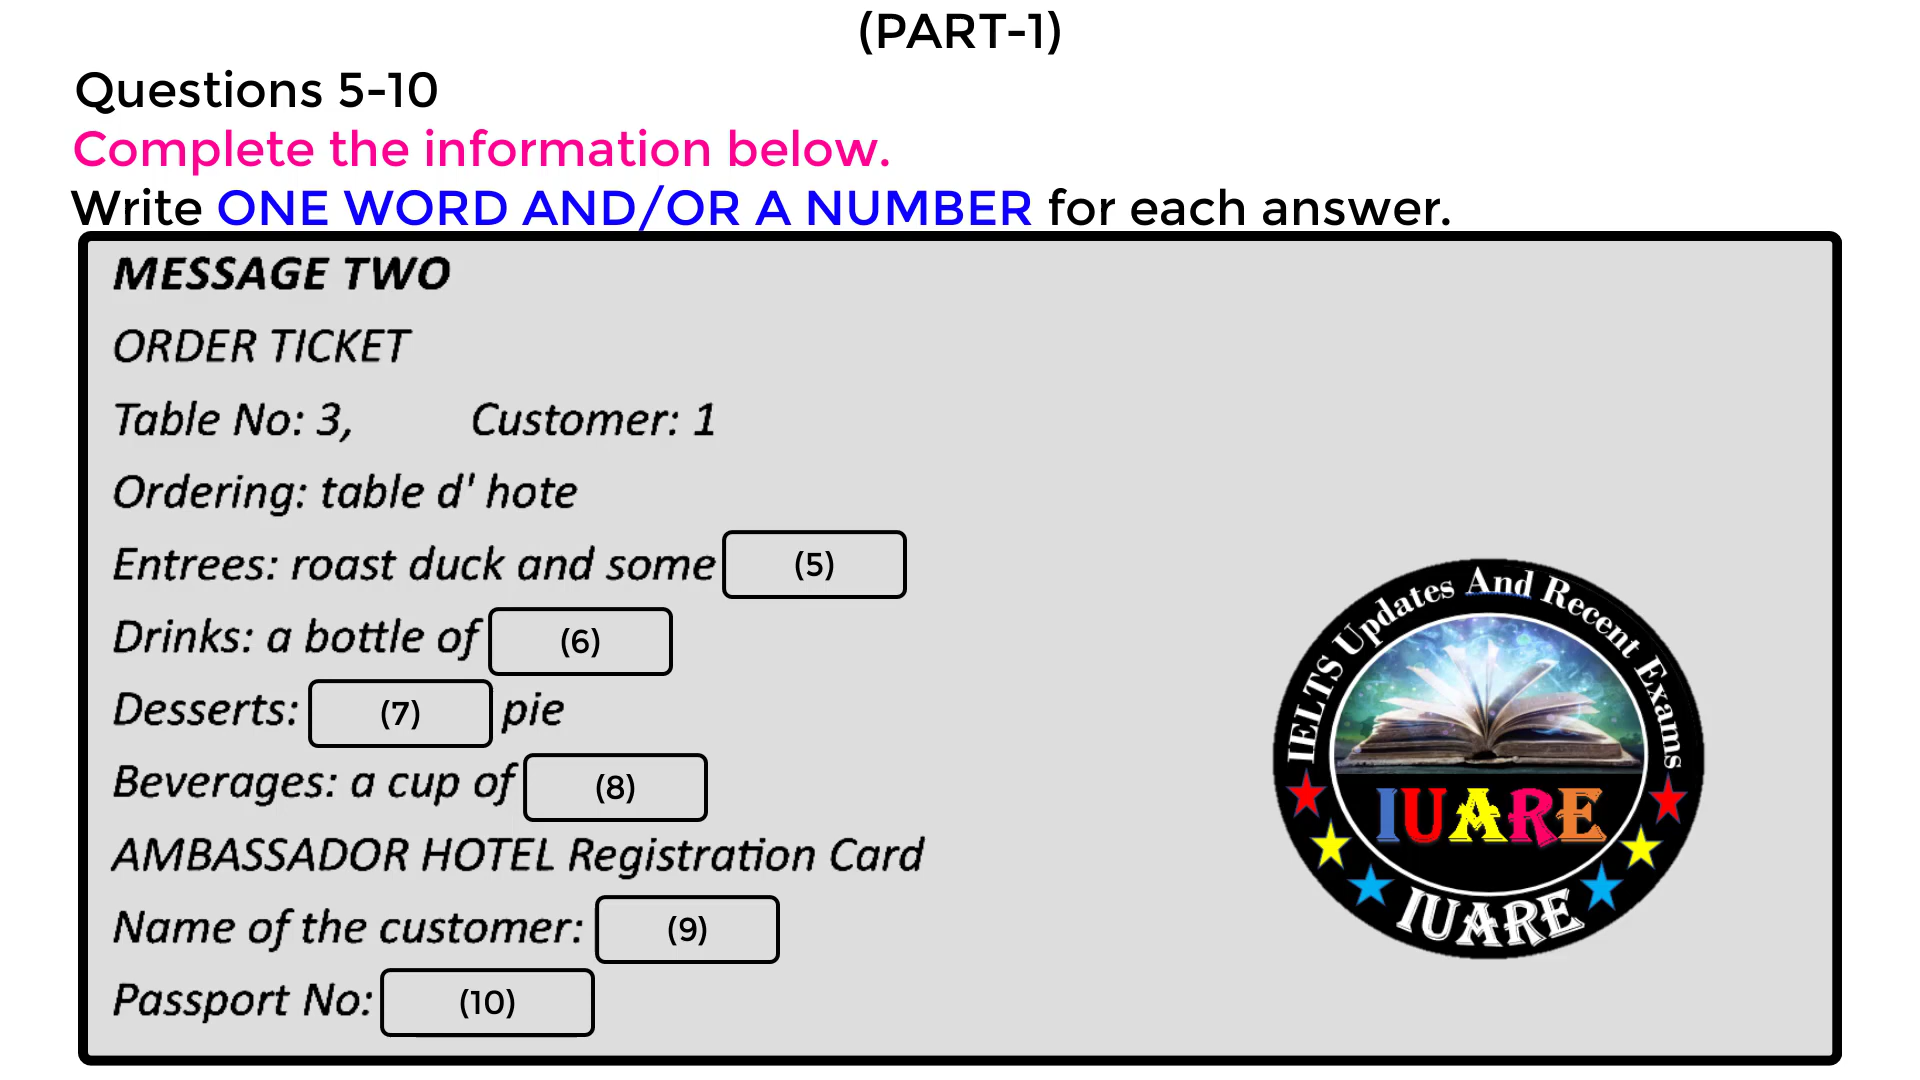 (PART-1)
Questions 5-10
Complete the information below.
Write ONE WORD AND/OR A NUMBER for each answer.
MESSAGE TWO
ORDER TICKET
Table No: 3, Customer: 1
Ordering: table d' hote
Entrees: roast duck and some (5)
Drinks: a bottle of (6)
Desserts: (7) pie
Beverages: a cup of (8)
AMBASSADOR HOTEL Registration Card
Name of the customer: (9)
Passport No: (10)
IELTS Updates And Recent Exams
IUARE
IUARE